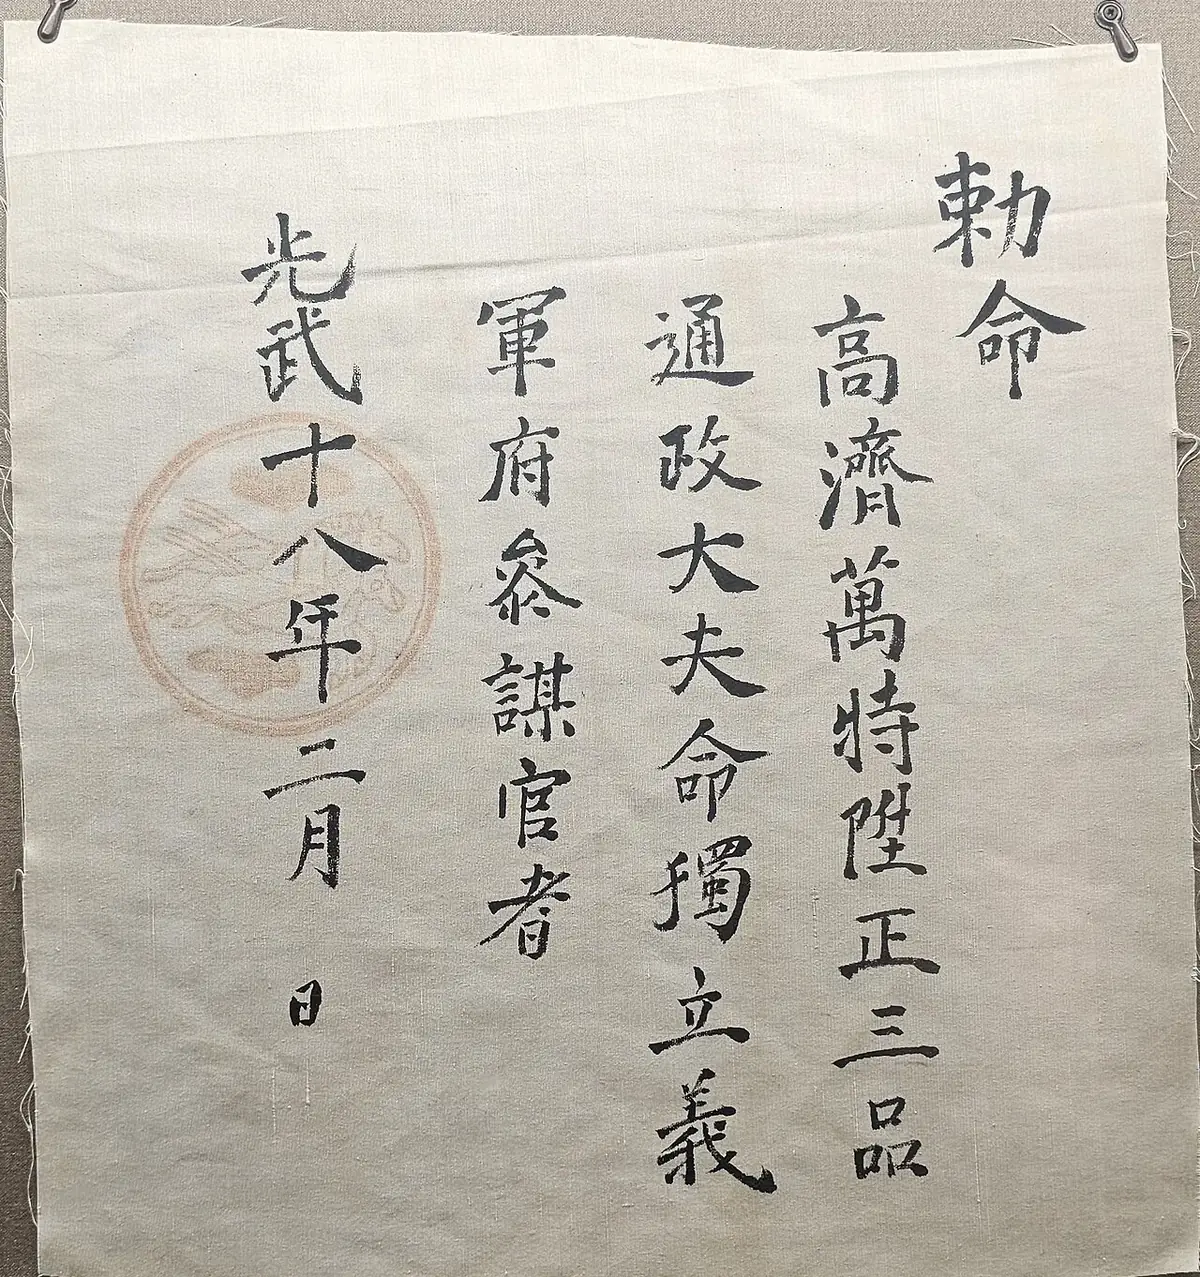 勅命
高濟萬特陞正三品
通政大夫命獨立義
軍府叅謀官者
光武十八年二月 日